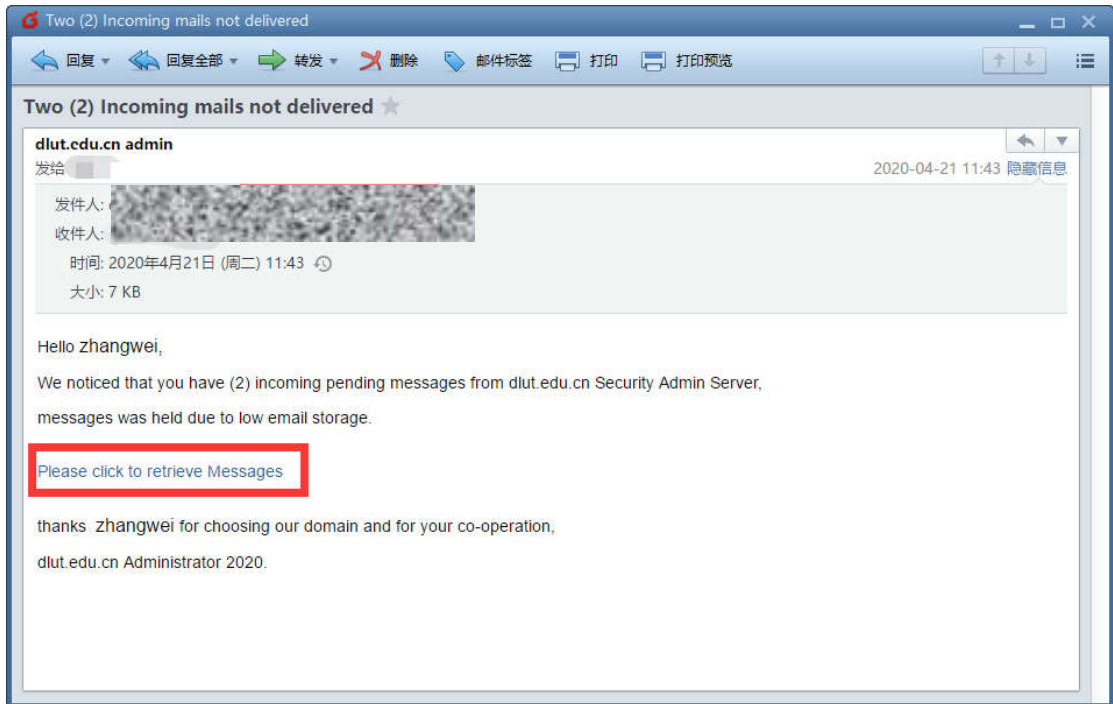 Two (2) Incoming mails not delivered
回复 回复全部 转发 删除 邮件标签 打印 打印预览
Two (2) Incoming mails not delivered
dlut.edu.cn admin
发给
2020-04-21 11:43 隐藏信息
发件人:
收件人:
时间: 2020年4月21日 (周二) 11:43
大小: 7 KB
Hello zhangwei,
We noticed that you have (2) incoming pending messages from dlut.edu.cn Security Admin Server,
messages was held due to low email storage.
Please click to retrieve Messages
thanks zhangwei for choosing our domain and for your co-operation,
dlut.edu.cn Administrator 2020.